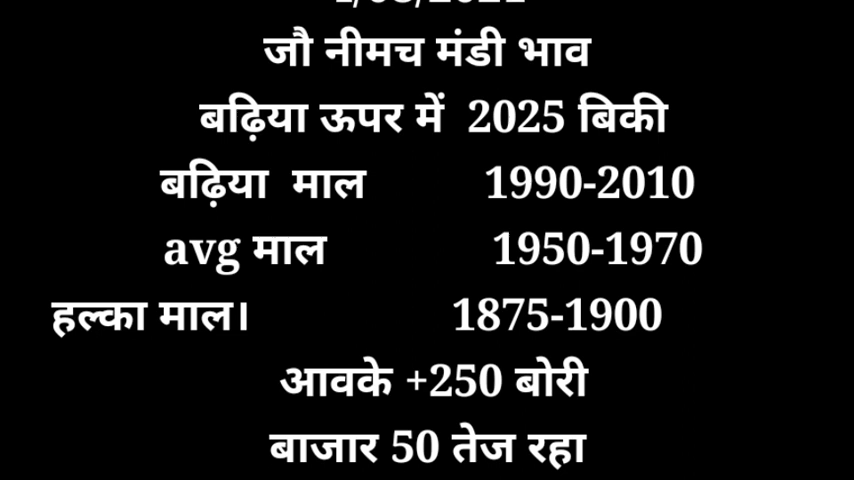 जौ नीमच मंडी भाव
बढ़िया ऊपर में 2025 बिकी
बढ़िया माल 1990-2010
avg माल 1950-1970
हल्का माल। 1875-1900
आवके +250 बोरी
बाजार 50 तेज रहा